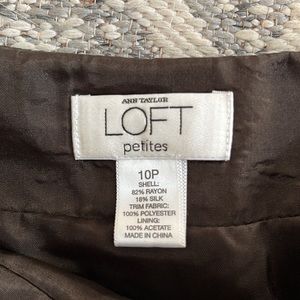 ANN TAYLOR
LOFT
petites
10P
SHELL:
82% RAYON
18% SILK
TRIM FABRIC:
100% POLYESTER
LINING:
100% ACETATE
MADE IN CHINA